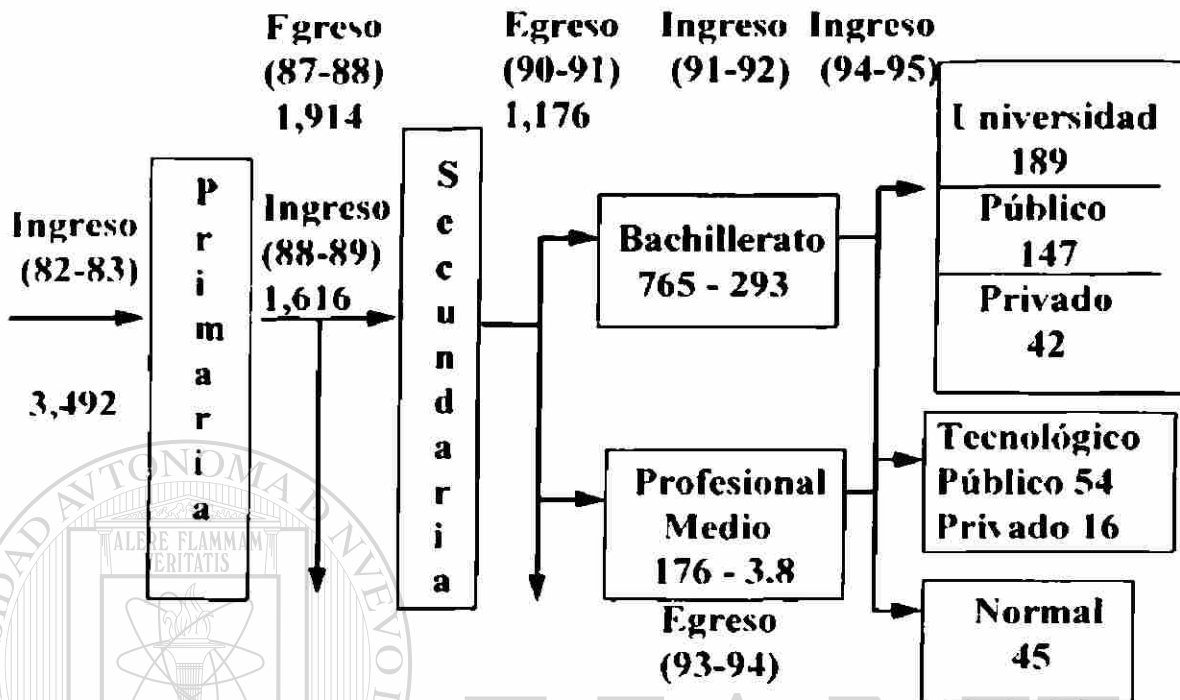 Fgreso
(87-88)
1,914
Egreso
(90-91)
1,176
Ingreso
(91-92)
Ingreso
(94-95)
Ingreso
(82-83)
3,492
Primaria
Ingreso
(88-89)
1,616
Secundaria
Bachillerato
765 - 293
Profesional
Medio
176 - 3.8
Egreso
(93-94)
Universidad
189
Público
147
Privado
42
Tecnológico
Público 54
Privado 16
Normal
45
ALERE FLAMMAM
VERITATIS